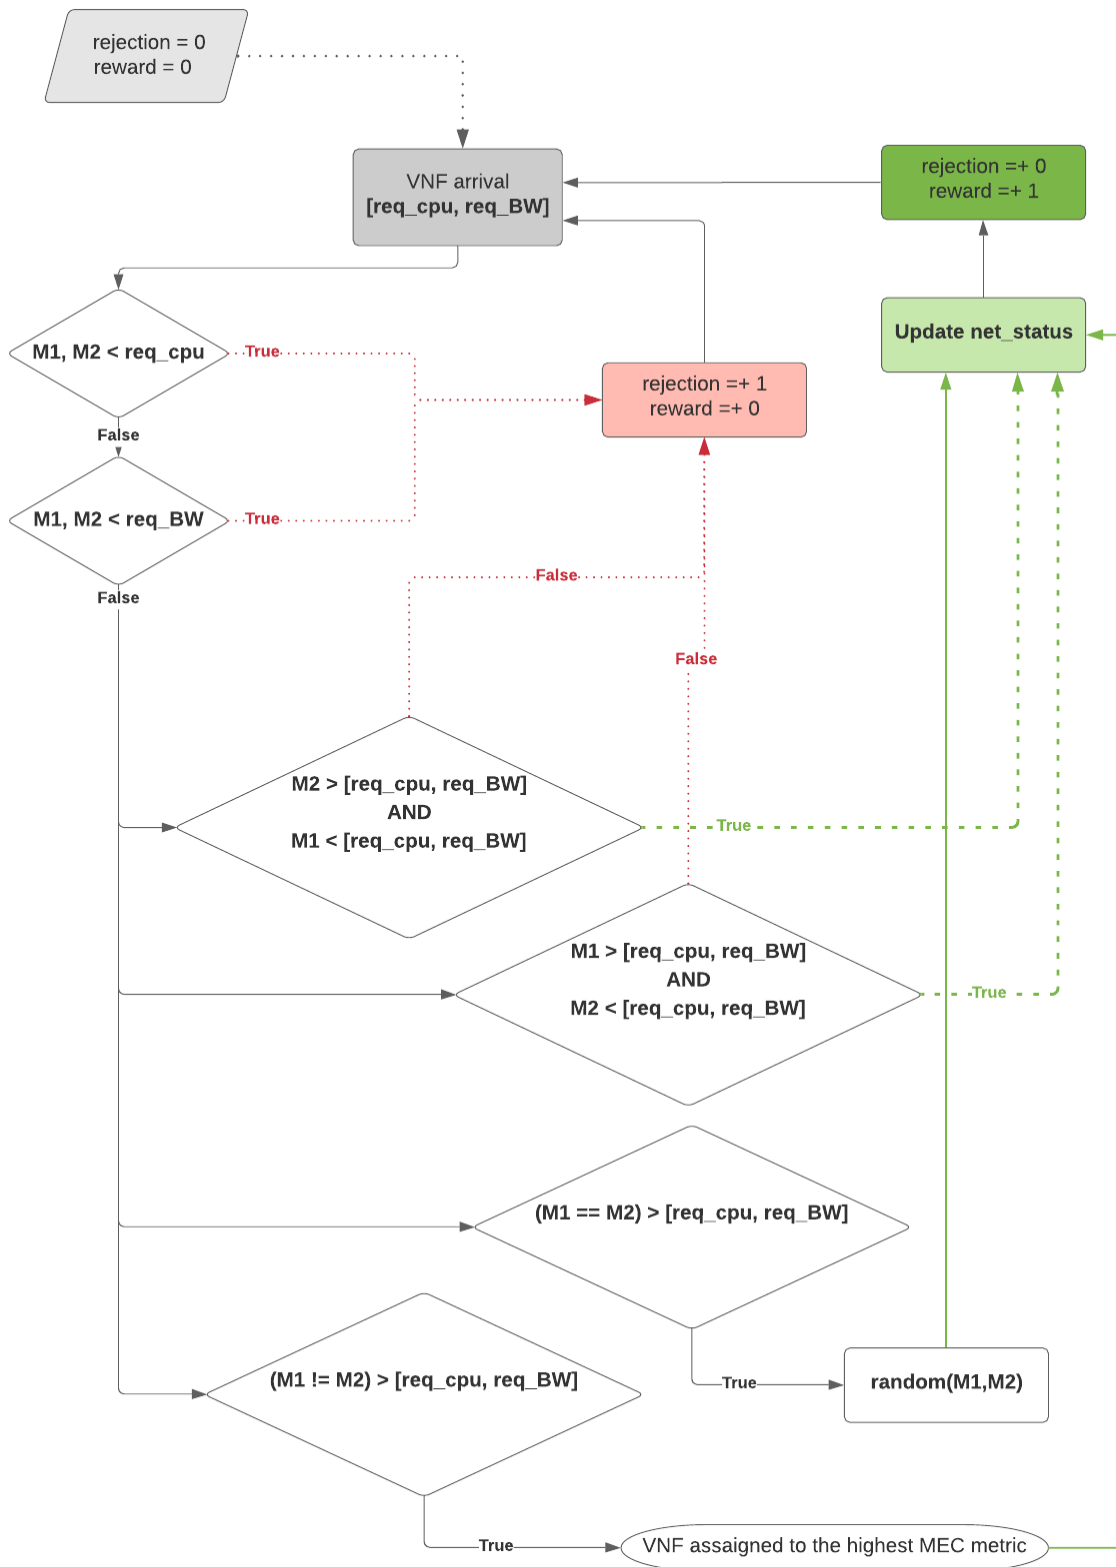 rejection = 0
reward = 0
VNF arrival
[req_cpu, req_BW]
rejection =+ 0
reward =+ 1
Update net_status
M1, M2 < req_cpu
True
rejection =+ 1
reward =+ 0
False
M1, M2 < req_BW
True
False
False
False
M2 > [req_cpu, req_BW]
AND
M1 < [req_cpu, req_BW]
True
M1 > [req_cpu, req_BW]
AND
M2 < [req_cpu, req_BW]
True
(M1 == M2) > [req_cpu, req_BW]
True
random(M1,M2)
(M1 != M2) > [req_cpu, req_BW]
True
VNF assaigned to the highest MEC metric